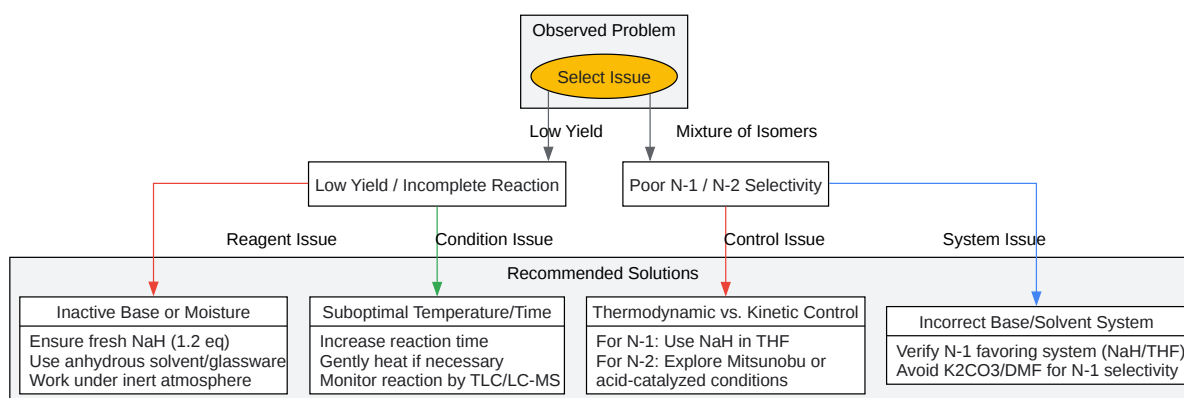 Observed Problem
Select Issue
Low Yield
Mixture of Isomers
Low Yield / Incomplete Reaction
Poor N-1 / N-2 Selectivity
Reagent Issue
Condition Issue
Control Issue
System Issue
Recommended Solutions
Inactive Base or Moisture
Ensure fresh NaH (1.2 eq)
Use anhydrous solvent/glassware
Work under inert atmosphere
Suboptimal Temperature/Time
Increase reaction time
Gently heat if necessary
Monitor reaction by TLC/LC-MS
Thermodynamic vs. Kinetic Control
For N-1: Use NaH in THF
For N-2: Explore Mitsunobu or
acid-catalyzed conditions
Incorrect Base/Solvent System
Verify N-1 favoring system (NaH/THF)
Avoid K2CO3/DMF for N-1 selectivity